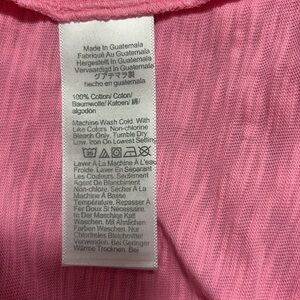 Made In Guatemala
Fabriqué Au Guatemala
Hergestellt In Guatemala
Vervaardigd In Guatemala
グアテマラ製
hecho en guatemala
100% Cotton/ Coton/
Baumwolle/ Katoen/ 綿/
algodón
Machine Wash Cold. With
Like Colors. Non-chlorine
Bleach Only. Tumble Dry
Low. Iron On Lowest Setting
Laver À La Machine À L'eau
Froide. Laver En Séparant
Les Couleurs. Seulement
Agent De Blanchiment
Non-chlore. Sécher À La
Machine À Basse
Température. Repasser À
Fer Doux Si Nécessaire
In Der Maschine Kalt
Waschen. Mit Ähnlichen
Farben Waschen. Nur
Chlorfreies Bleichmittel
Verwenden. Bei Geringer
Wärme Trocknen. Bei